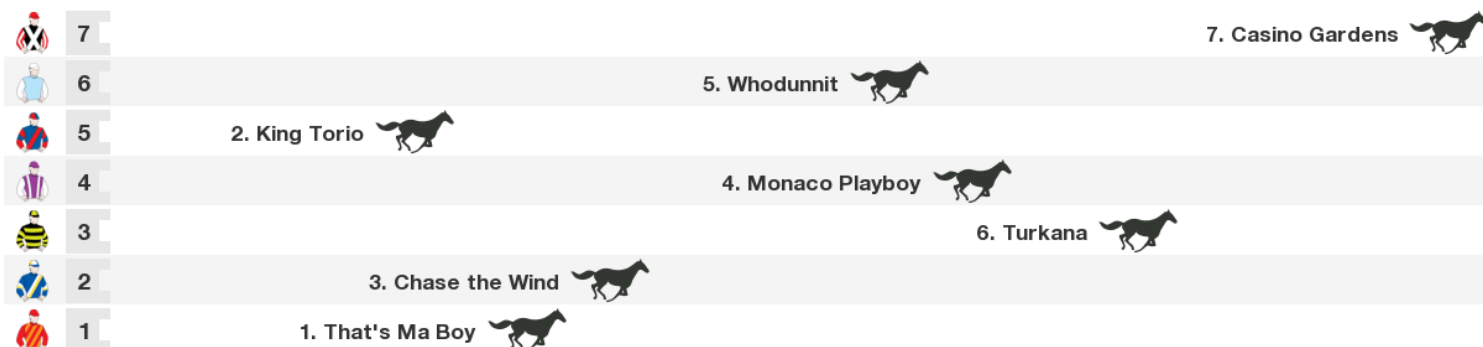 7 7. Casino Gardens
6 5. Whodunnit
5 2. King Torio
4 4. Monaco Playboy
3 6. Turkana
2 3. Chase the Wind
1 1. That's Ma Boy